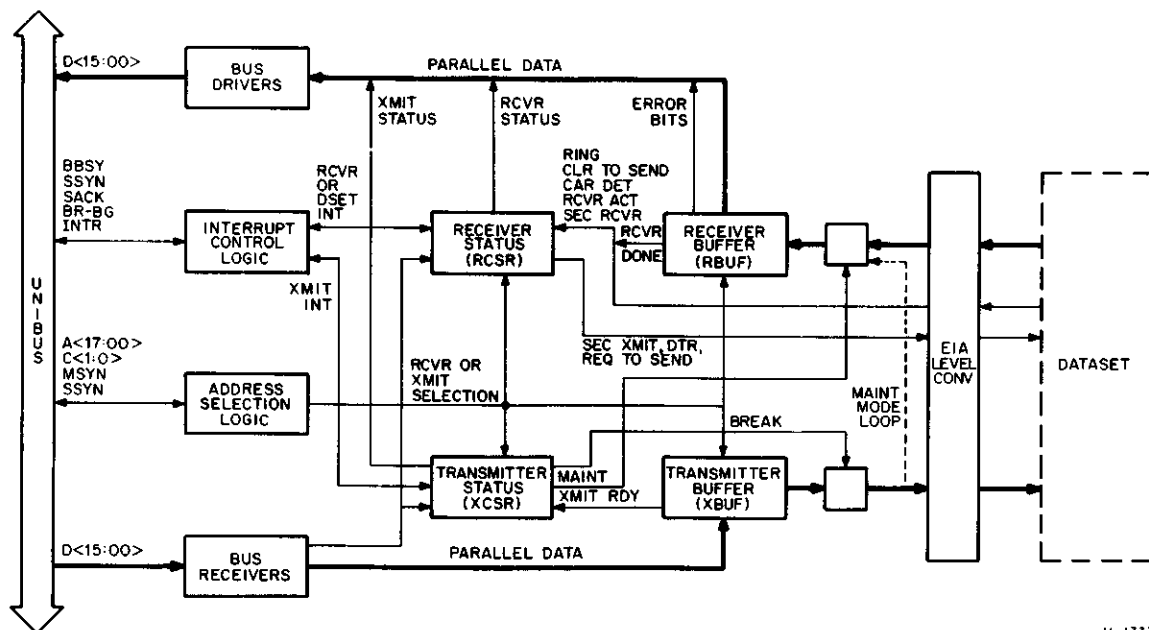 D<15:00>
BUS
DRIVERS
PARALLEL DATA
XMIT
STATUS
RCVR
STATUS
ERROR
BITS
BBSY
SSYN
SACK
BR-BG
INTR
INTERRUPT
CONTROL
LOGIC
RCVR
OR
DSET
INT
RECEIVER
STATUS
(RCSR)
RING
CLR TO SEND
CAR DET
RCVR ACT
SEC RCVR
RCVR
DONE
RECEIVER
BUFFER
(RBUF)
XMIT
INT
UNIBUS
A<17:00>
C<1:0>
MSYN
SSYN
ADDRESS
SELECTION
LOGIC
RCVR OR
XMIT
SELECTION
SEC XMIT, DTR,
REQ TO SEND
EIA
LEVEL
CONV
DATASET
MAINT
MODE
LOOP
BREAK
TRANSMITTER
STATUS
(XCSR)
MAINT
XMIT RDY
TRANSMITTER
BUFFER
(XBUF)
D<15:00>
BUS
RECEIVERS
PARALLEL DATA